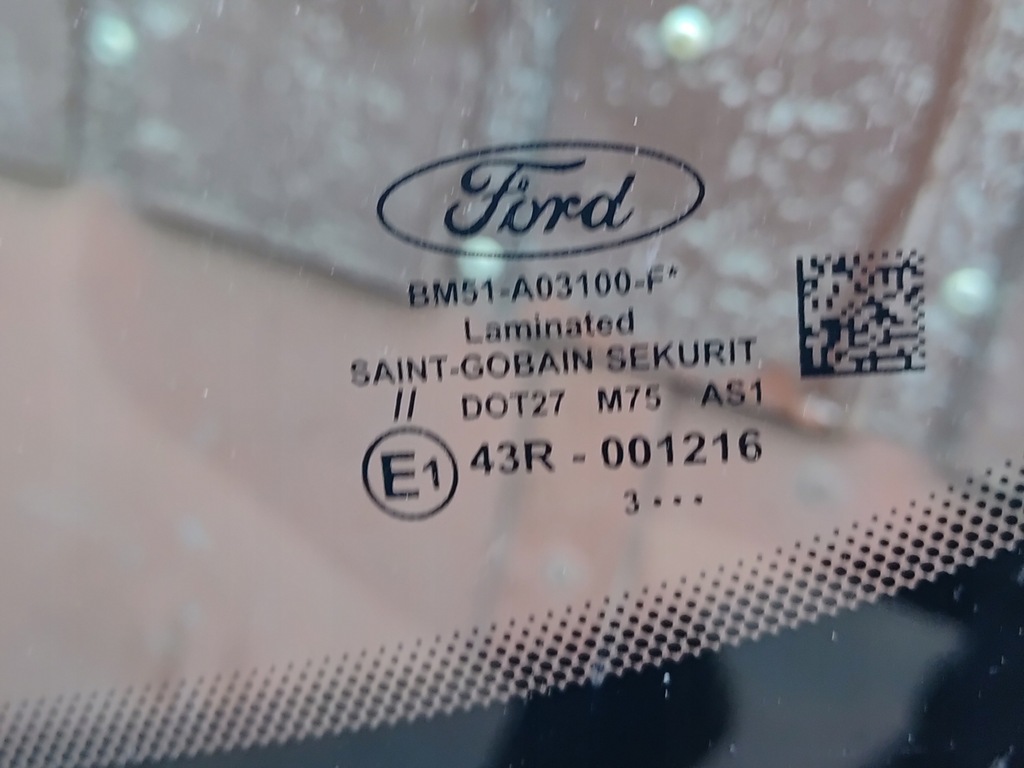 Ford
BM51-A03100-F*
Laminated
SAINT-GOBAIN SEKURIT
// DOT27 M75 AS1
E1 43R - 001216
3 •••